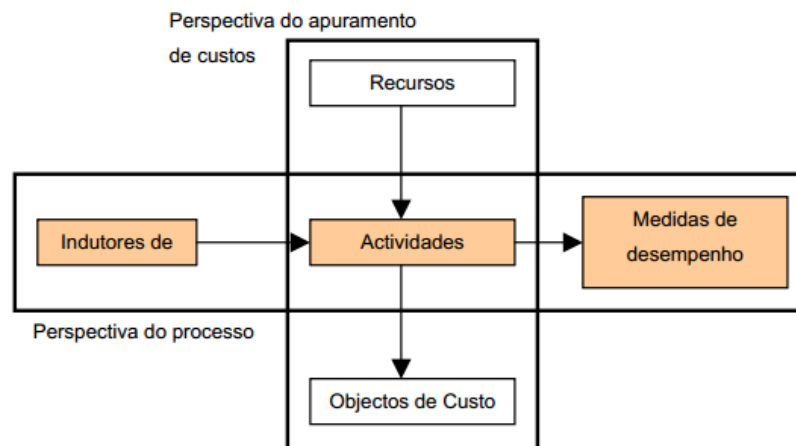 Perspectiva do apuramento
de custos
Recursos
Indutores de
Actividades
Medidas de
desempenho
Perspectiva do processo
Objectos de Custo